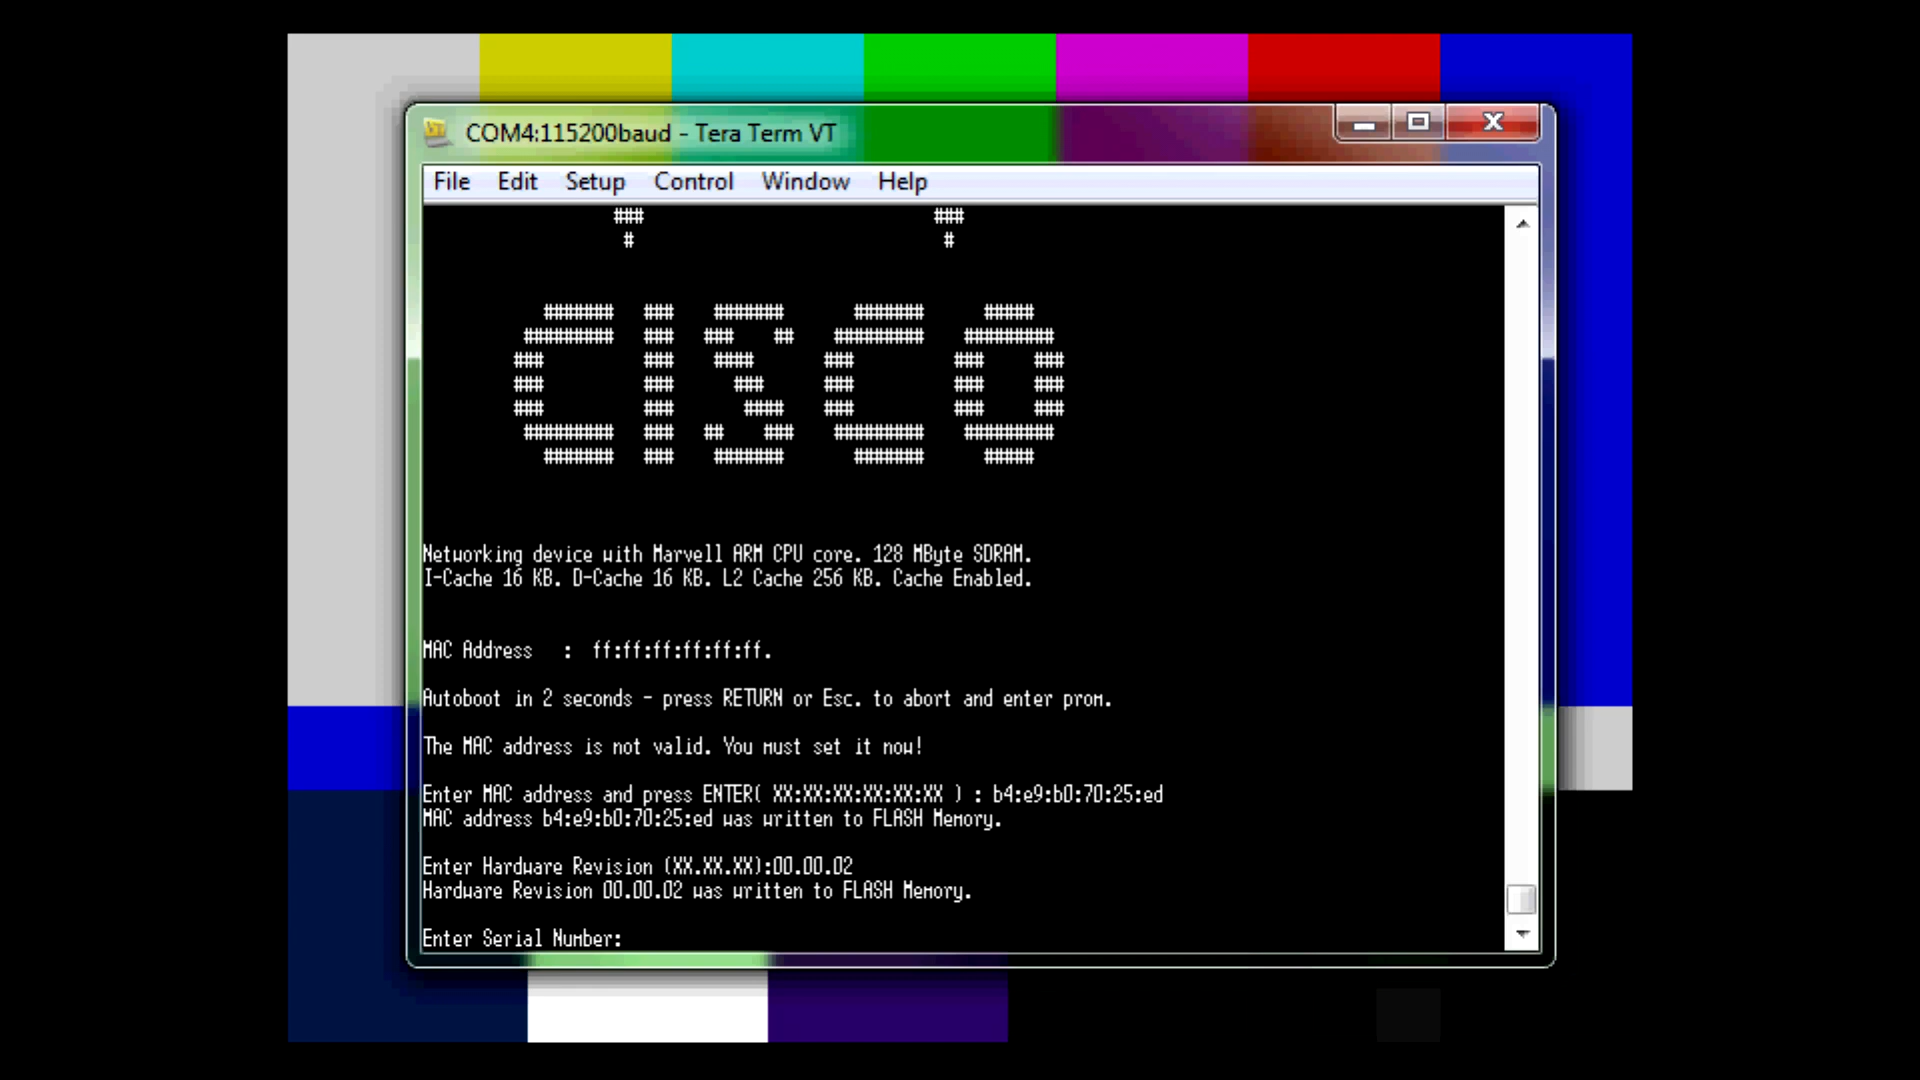 COM4:115200baud - Tera Term VT
File Edit Setup Control Window Help
CISCO
Networking device with Marvell ARM CPU core. 128 MByte SDRAM.
I-Cache 16 KB. D-Cache 16 KB. L2 Cache 256 KB. Cache Enabled.
MAC Address   :  ff:ff:ff:ff:ff:ff.
Autoboot in 2 seconds - press RETURN or Esc. to abort and enter prom.
The MAC address is not valid. You must set it now!
Enter MAC address and press ENTER( XX:XX:XX:XX:XX:XX ) : b4:e9:b0:70:25:ed
MAC address b4:e9:b0:70:25:ed was written to FLASH Memory.
Enter Hardware Revision (XX.XX.XX):00.00.02
Hardware Revision 00.00.02 was written to FLASH Memory.
Enter Serial Number: